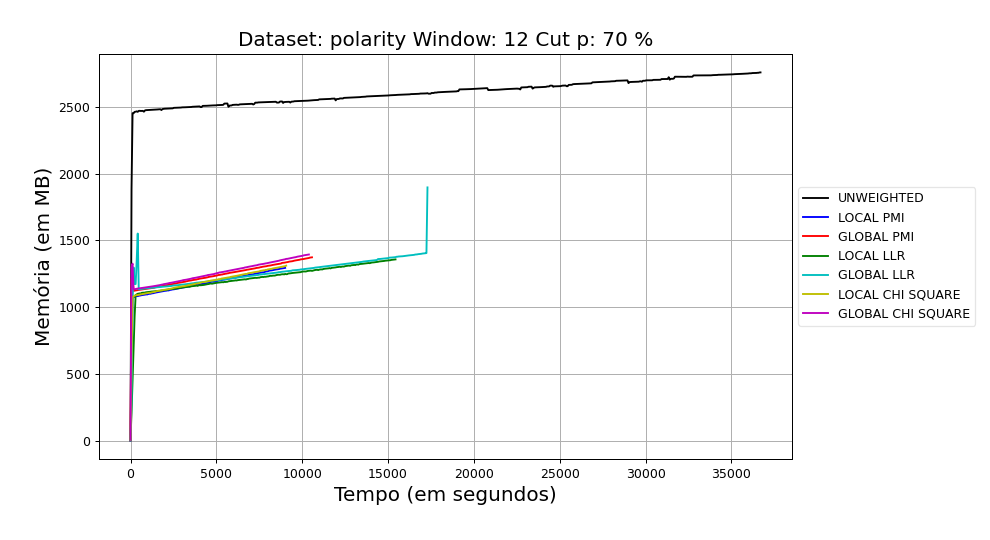 Dataset: polarity Window: 12 Cut p: 70 %
Memória (em MB)
2500
2000
1500
1000
500
0
0 5000 10000 15000 20000 25000 30000 35000
Tempo (em segundos)
UNWEIGHTED
LOCAL PMI
GLOBAL PMI
LOCAL LLR
GLOBAL LLR
LOCAL CHI SQUARE
GLOBAL CHI SQUARE